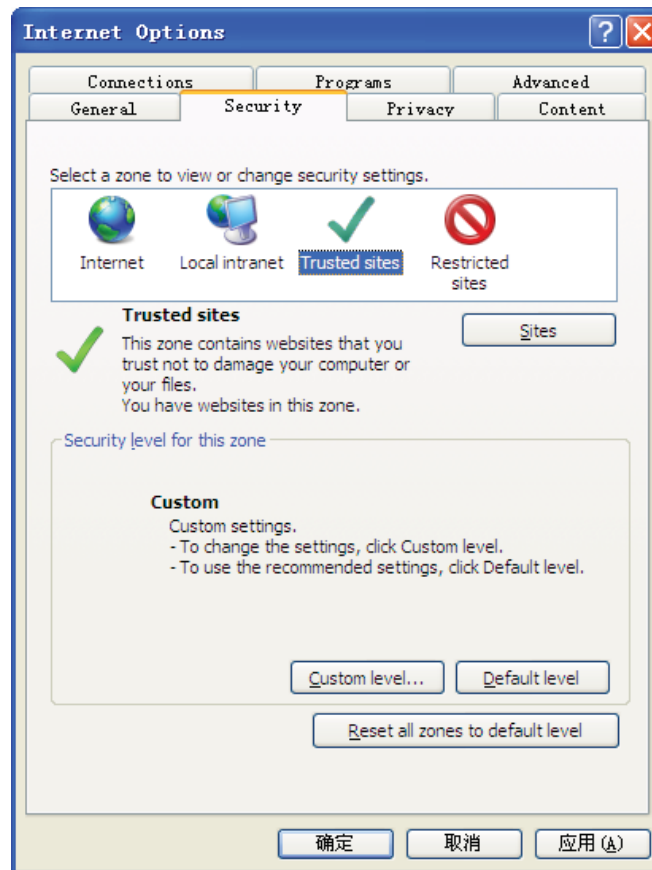 Internet Options
Connections Programs Advanced
General Security Privacy Content
Select a zone to view or change security settings.
Internet Local intranet Trusted sites Restricted
sites
Trusted sites
Sites
This zone contains websites that you
trust not to damage your computer or
your files.
You have websites in this zone.
Security level for this zone
Custom
Custom settings.
- To change the settings, click Custom level.
- To use the recommended settings, click Default level.
Custom level... Default level
Reset all zones to default level
确定 取消 应用(A)